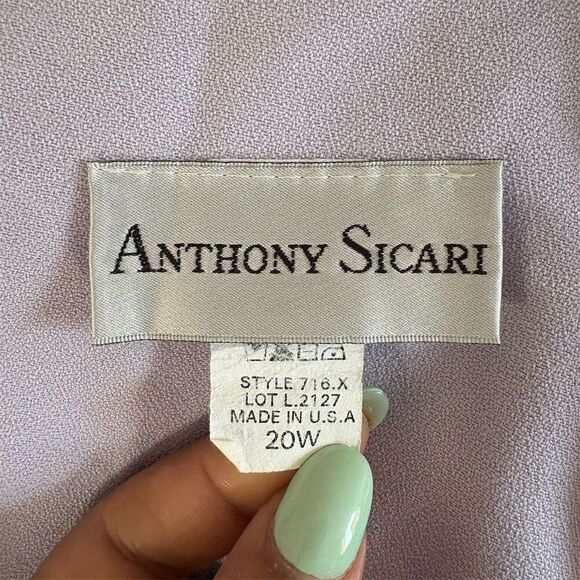 ANTHONY SICARI
STYLE 716.X
LOT L.2127
MADE IN U.S.A
20W